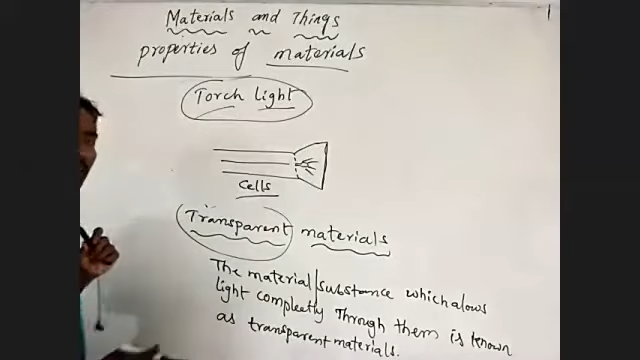 Materials and Things
properties of materials
Torch light
Cells
Transparent materials
The material/substance which alows
light completly Through them is known
as transparent materials.